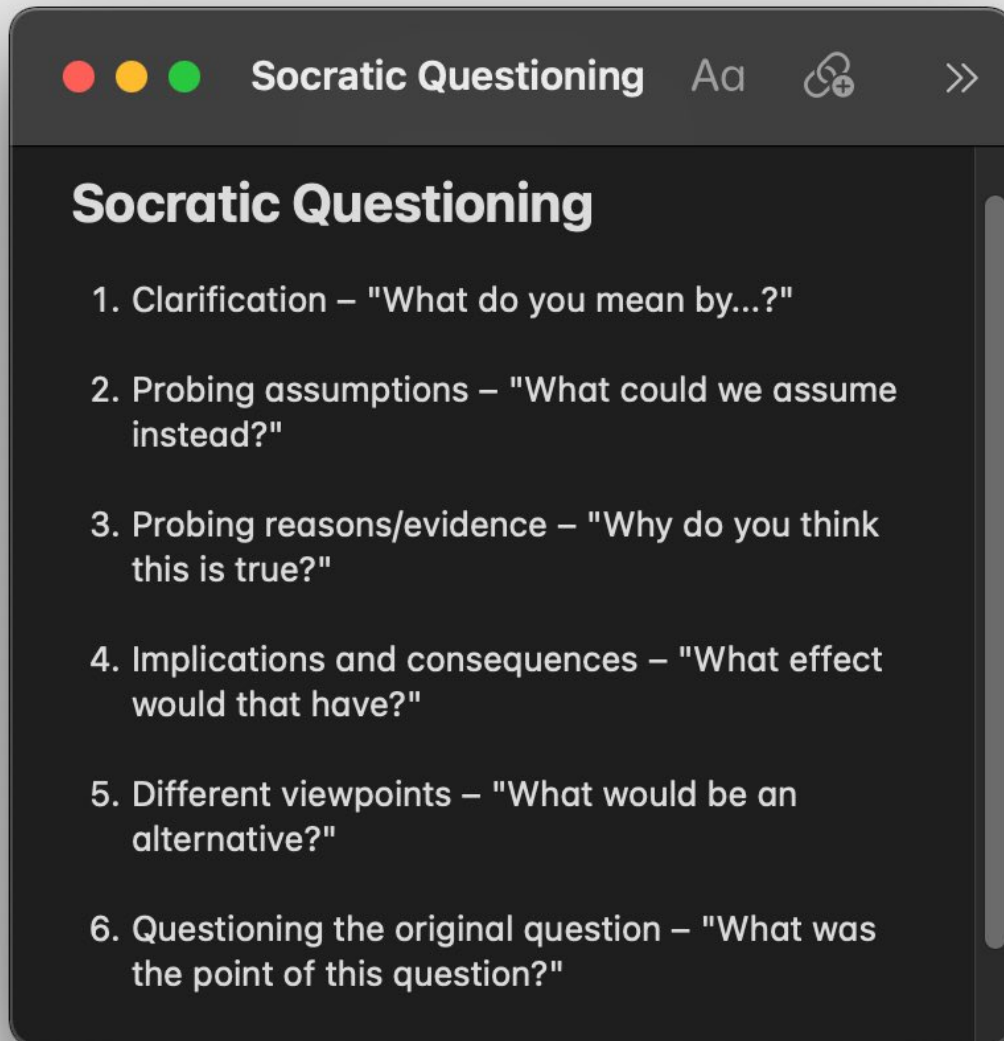 Socratic Questioning Aa
Socratic Questioning
1. Clarification – "What do you mean by...?"
2. Probing assumptions – "What could we assume
instead?"
3. Probing reasons/evidence – "Why do you think
this is true?"
4. Implications and consequences – "What effect
would that have?"
5. Different viewpoints – "What would be an
alternative?"
6. Questioning the original question – "What was
the point of this question?"